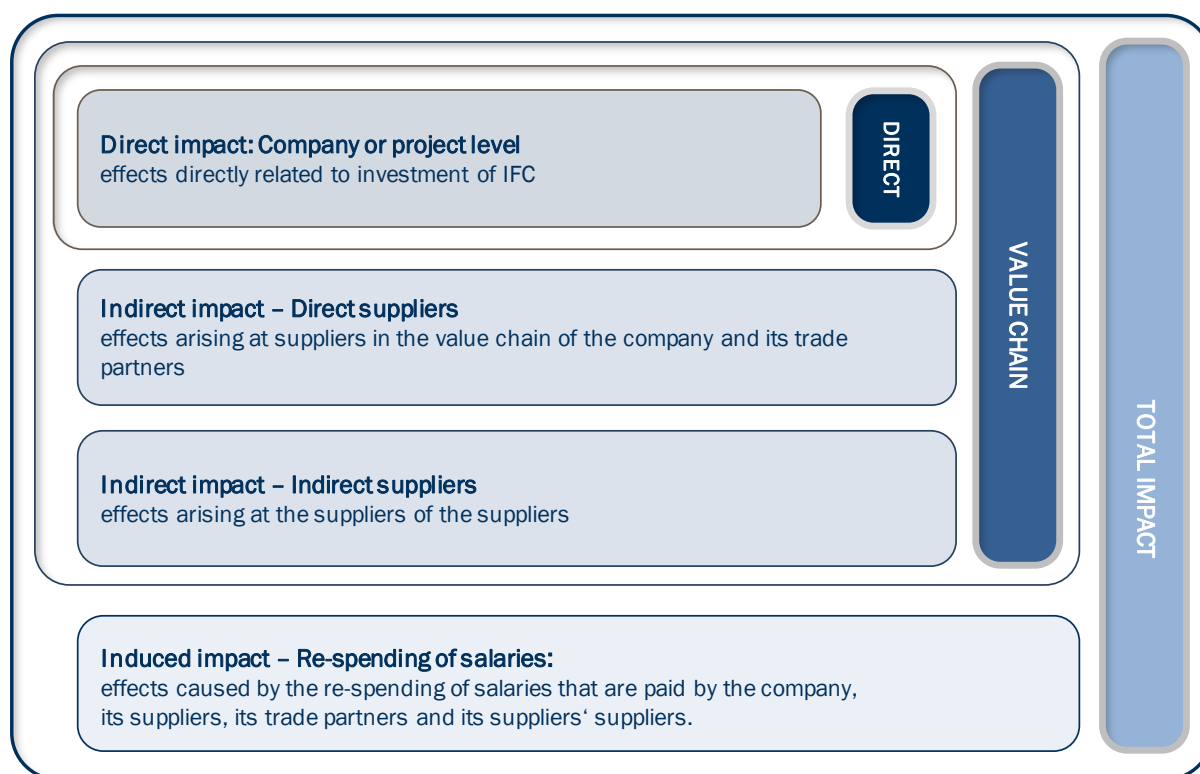 Direct impact: Company or project level
effects directly related to investment of IFC
DIRECT
Indirect impact – Direct suppliers
effects arising at suppliers in the value chain of the company and its trade
partners
Indirect impact – Indirect suppliers
effects arising at the suppliers of the suppliers
VALUE CHAIN
Induced impact – Re-spending of salaries:
effects caused by the re-spending of salaries that are paid by the company,
its suppliers, its trade partners and its suppliers‘ suppliers.
TOTAL IMPACT